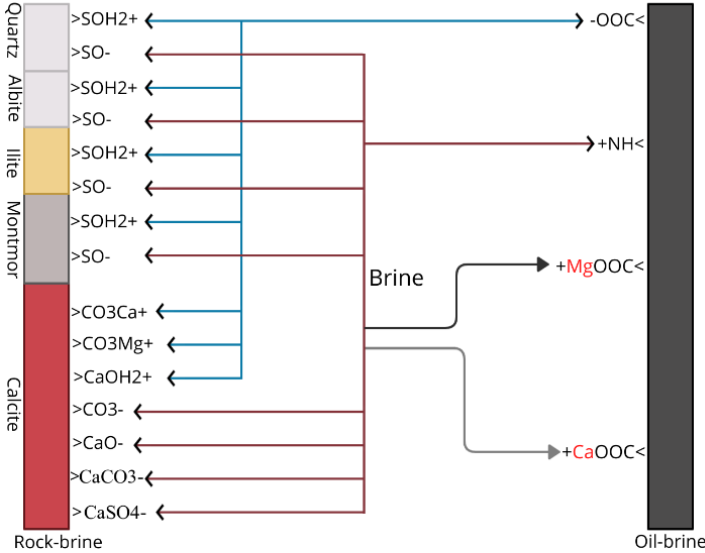 Quartz
Albite
Ilite
Montmor
Calcite
>SOH2+
>SO-
>SOH2+
>SO-
>SOH2+
>SO-
>SOH2+
>SO-
>CO3Ca+
>CO3Mg+
>CaOH2+
>CO3-
>CaO-
>CaCO3-
>CaSO4-
Rock-brine
Brine
-OOC<
+NH<
+MgOOC<
+CaOOC<
Oil-brine